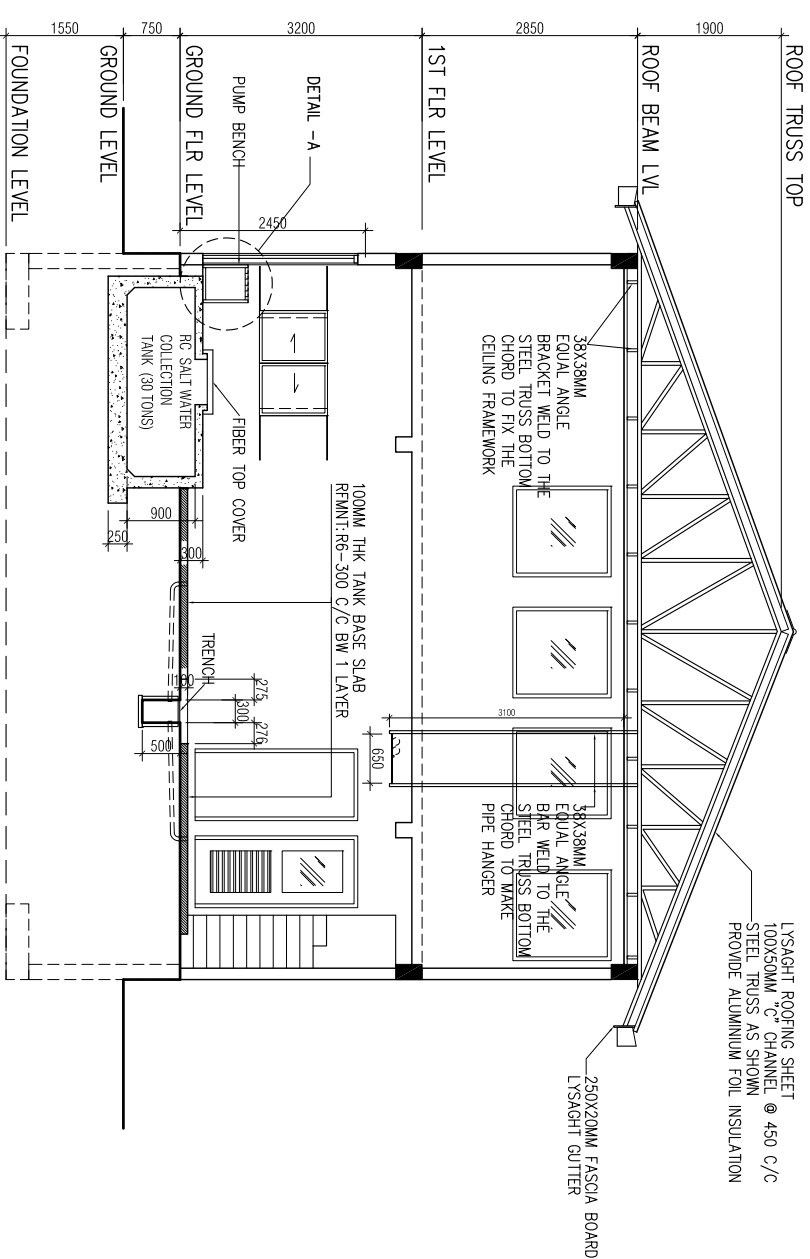 1550
750
3200
2850
1900
FOUNDATION LEVEL
GROUND LEVEL
GROUND FLR LEVEL
1ST FLR LEVEL
ROOF BEAM LVL
ROOF TRUSS TOP
PUMP BENCH
DETAIL -A
2450
RC SALT WATER
COLLECTION
TANK (30 TONS)
FIBER TOP COVER
900
250
300
38X38MM
EQUAL ANGLE
BRACKET WELD TO THE
STEEL TRUSS BOTTOM
CHORD TO FIX THE
CEILING FRAMEWORK
100MM THK TANK BASE SLAB
RFMNT:R6-300 C/C BW 1 LAYER
TRENCH
100
275
300
276
500
3100
650
38X38MM
EQUAL ANGLE
BAR WELD TO THE
STEEL TRUSS BOTTOM
CHORD TO MAKE
PIPE HANGER
LYSAGHT ROOFING SHEET
100X50MM "C" CHANNEL @ 450 C/C
STEEL TRUSS AS SHOWN
PROVIDE ALUMINIUM FOIL INSULATION
250X20MM FASCIA BOARD
LYSAGHT GUTTER